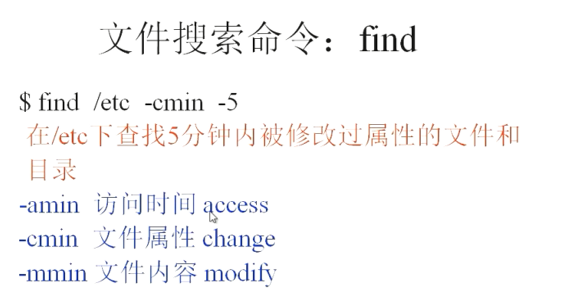 文件搜索命令：find
$ find /etc -cmin -5
在/etc下查找5分钟内被修改过属性的文件和
目录
-amin 访问时间 access
-cmin 文件属性 change
-mmin 文件内容 modify